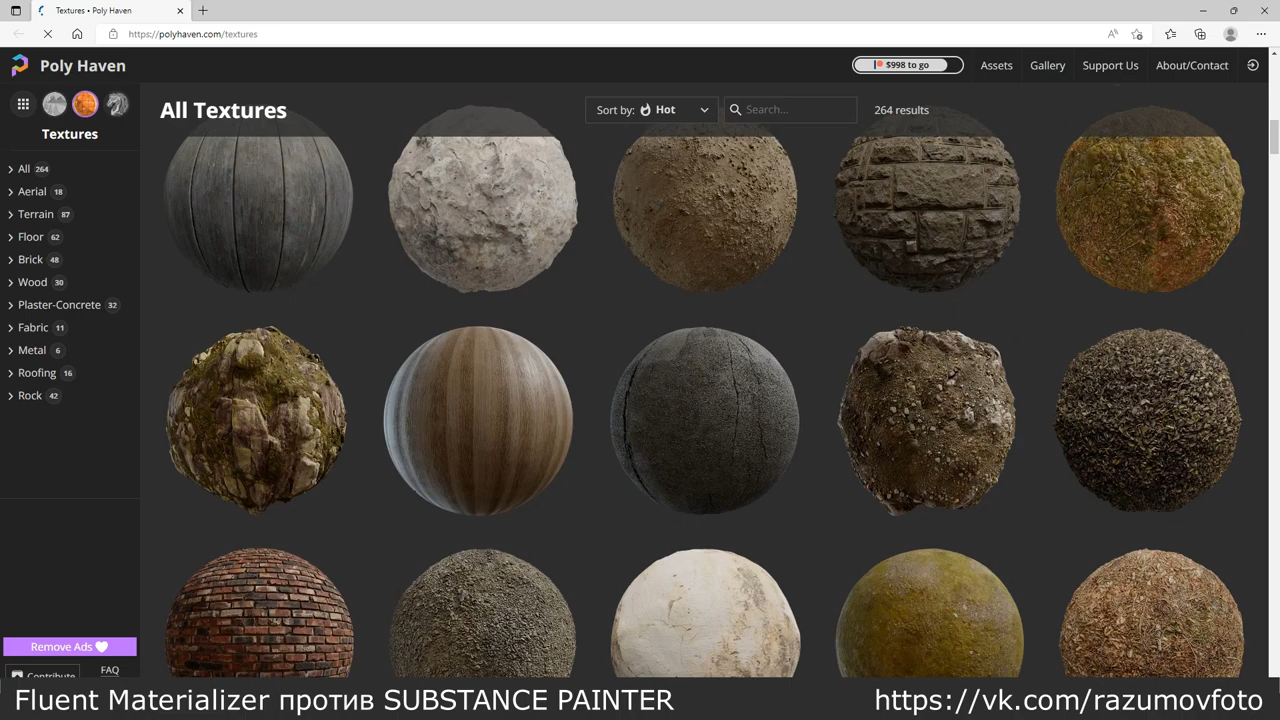 Textures • Poly Haven
https://polyhaven.com/textures
Poly Haven
$998 to go
Assets
Gallery
Support Us
About/Contact
Textures
All 264
Aerial 18
Terrain 87
Floor 62
Brick 48
Wood 30
Plaster-Concrete 32
Fabric 11
Metal 6
Roofing 16
Rock 42
Remove Ads
Contribute
FAQ
All Textures
Sort by: Hot
Search...
264 results
Fluent Materializer против SUBSTANCE PAINTER
https://vk.com/razumovfoto